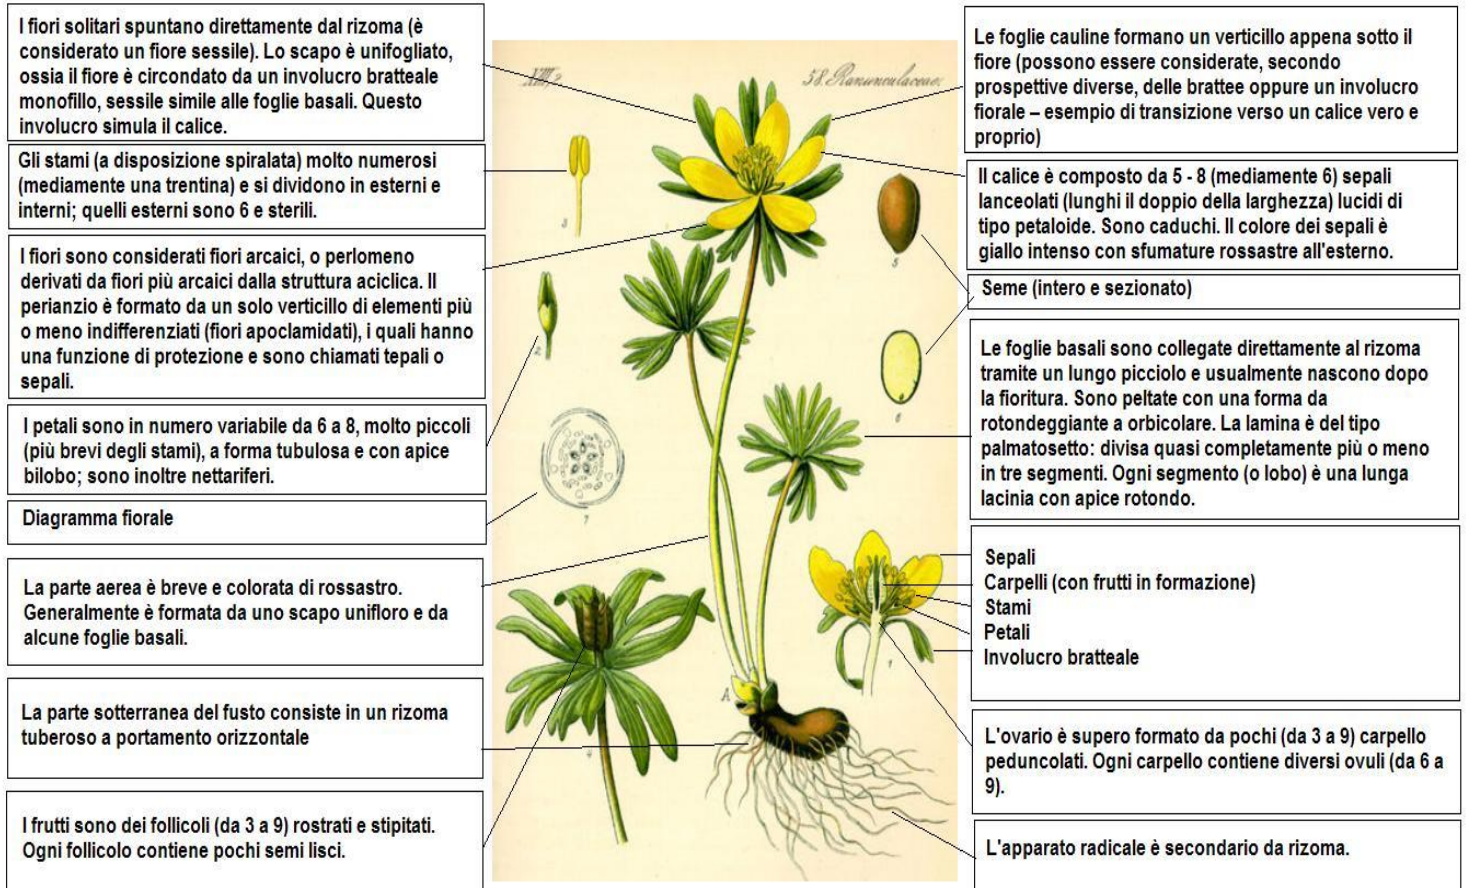 I fiori solitari spuntano direttamente dal rizoma (è
considerato un fiore sessile). Lo scapo è unifogliato,
ossia il fiore è circondato da un involucro bratteale
monofillo, sessile simile alle foglie basali. Questo
involucro simula il calice.
Gli stami (a disposizione spiralata) molto numerosi
(mediamente una trentina) e si dividono in esterni e
interni; quelli esterni sono 6 e sterili.
I fiori sono considerati fiori arcaici, o perlomeno
derivati da fiori più arcaici dalla struttura aciclica. Il
perianzio è formato da un solo verticillo di elementi più
o meno indifferenziati (fiori apoclamidati), i quali hanno
una funzione di protezione e sono chiamati tepali o
sepali.
I petali sono in numero variabile da 6 a 8, molto piccoli
(più brevi degli stami), a forma tubulosa e con apice
bilobo; sono inoltre nettariferi.
Diagramma fiorale
La parte aerea è breve e colorata di rossastro.
Generalmente è formata da uno scapo unifloro e da
alcune foglie basali.
La parte sotterranea del fusto consiste in un rizoma
tuberoso a portamento orizzontale
I frutti sono dei follicoli (da 3 a 9) rostrati e stipitati.
Ogni follicolo contiene pochi semi lisci.
XIII, 2
58. Ranunculaceae
3
5
2
6
7
1
A
4
Le foglie cauline formano un verticillo appena sotto il
fiore (possono essere considerate, secondo
prospettive diverse, delle brattee oppure un involucro
fiorale – esempio di transizione verso un calice vero e
proprio)
Il calice è composto da 5 - 8 (mediamente 6) sepali
lanceolati (lunghi il doppio della larghezza) lucidi di
tipo petaloide. Sono caduchi. Il colore dei sepali è
giallo intenso con sfumature rossastre all'esterno.
Seme (intero e sezionato)
Le foglie basali sono collegate direttamente al rizoma
tramite un lungo picciolo e usualmente nascono dopo
la fioritura. Sono peltate con una forma da
rotondeggiante a orbicolare. La lamina è del tipo
palmatosetto: divisa quasi completamente più o meno
in tre segmenti. Ogni segmento (o lobo) è una lunga
lacinia con apice rotondo.
Sepali
Carpelli (con frutti in formazione)
Stami
Petali
Involucro bratteale
L'ovario è supero formato da pochi (da 3 a 9) carpello
peduncolati. Ogni carpello contiene diversi ovuli (da 6 a
9).
L'apparato radicale è secondario da rizoma.